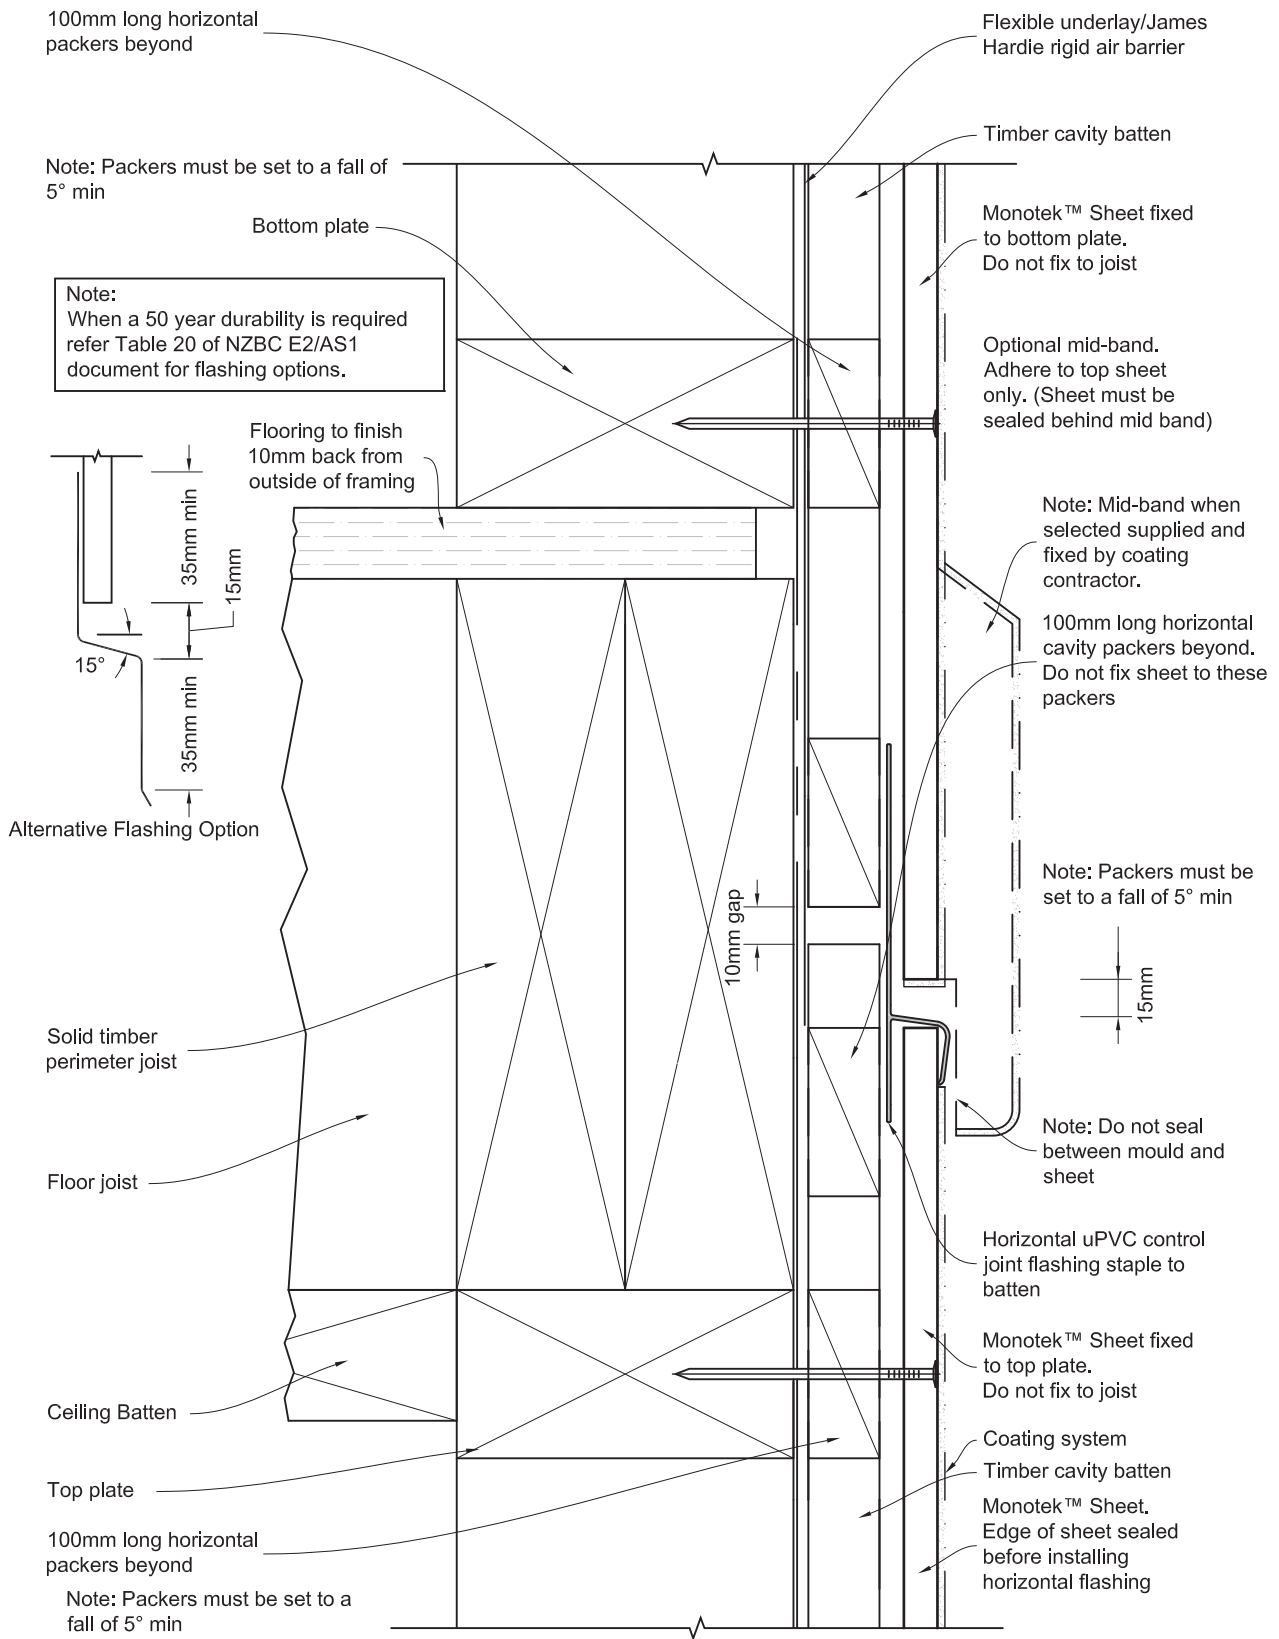 100mm long horizontal
packers beyond
Flexible underlay/James
Hardie rigid air barrier
Timber cavity batten
Note: Packers must be set to a fall of
5° min
Bottom plate
Monotek™ Sheet fixed
to bottom plate.
Do not fix to joist
Note:
When a 50 year durability is required
refer Table 20 of NZBC E2/AS1
document for flashing options.
Optional mid-band.
Adhere to top sheet
only. (Sheet must be
sealed behind mid band)
Flooring to finish
10mm back from
outside of framing
Note: Mid-band when
selected supplied and
fixed by coating
contractor.
35mm min
15mm
15°
35mm min
Alternative Flashing Option
100mm long horizontal
cavity packers beyond.
Do not fix sheet to these
packers
Note: Packers must be
set to a fall of 5° min
10mm gap
15mm
Solid timber
perimeter joist
Floor joist
Note: Do not seal
between mould and
sheet
Horizontal uPVC control
joint flashing staple to
batten
Monotek™ Sheet fixed
to top plate.
Do not fix to joist
Ceiling Batten
Coating system
Timber cavity batten
Top plate
Monotek™ Sheet.
Edge of sheet sealed
before installing
horizontal flashing
100mm long horizontal
packers beyond
Note: Packers must be set to a
fall of 5° min